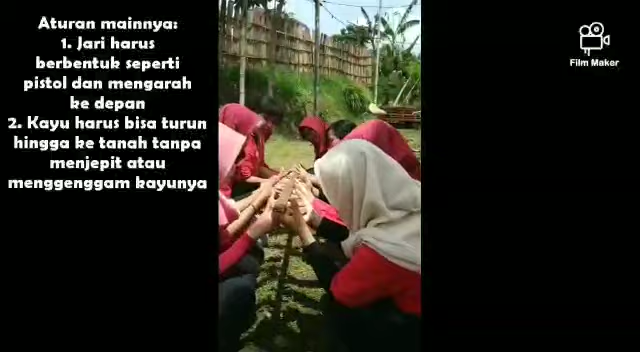 Aturan mainnya:
1. Jari harus
berbentuk seperti
pistol dan mengarah
ke depan
2. Kayu harus bisa turun
hingga ke tanah tanpa
menjepit atau
menggenggam kayunya
Film Maker